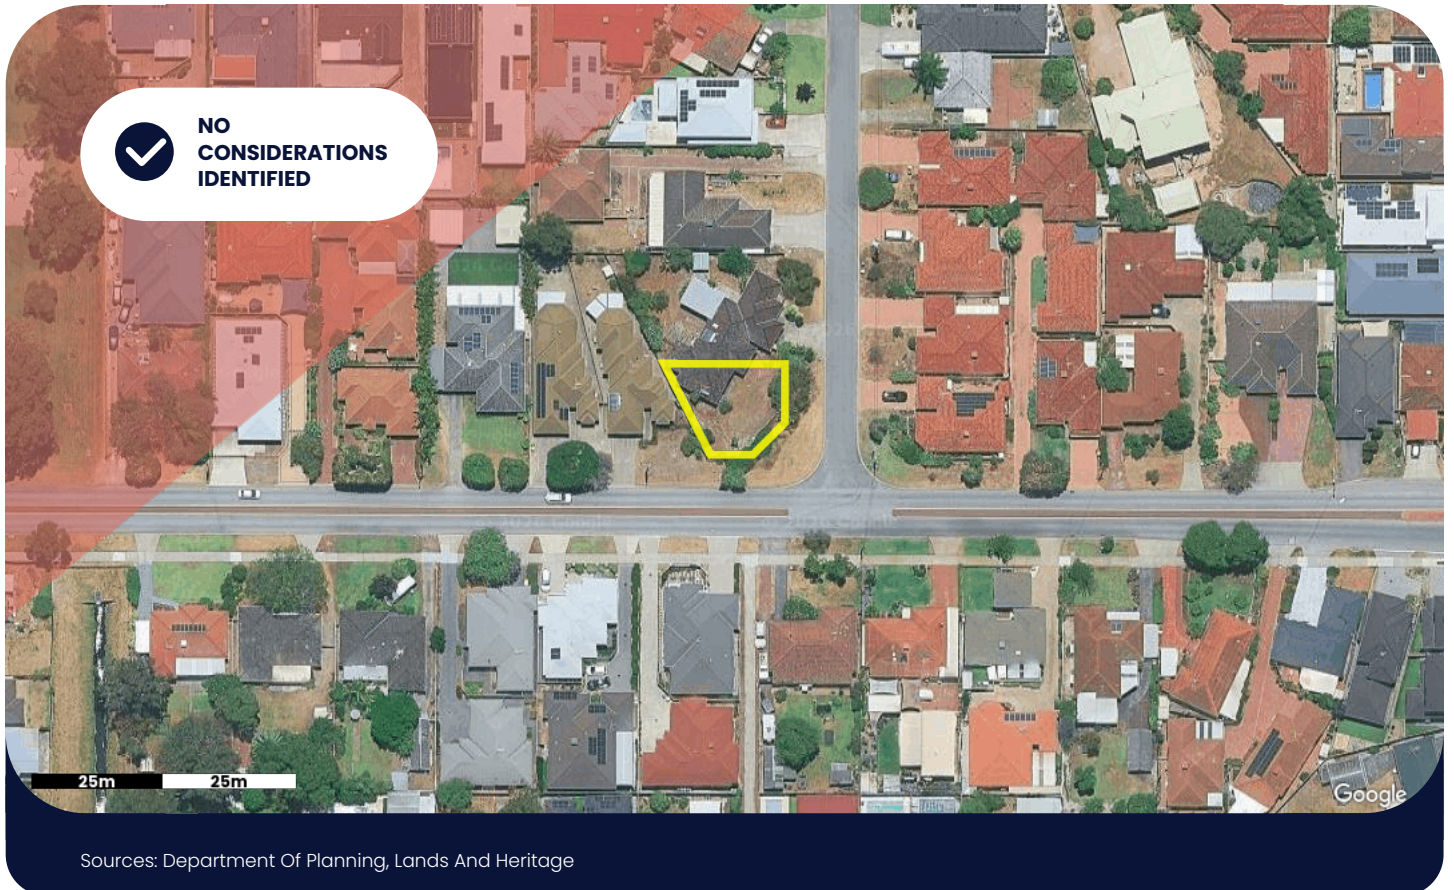 NO
CONSIDERATIONS
IDENTIFIED
25m 25m
Google
Sources: Department Of Planning, Lands And Heritage